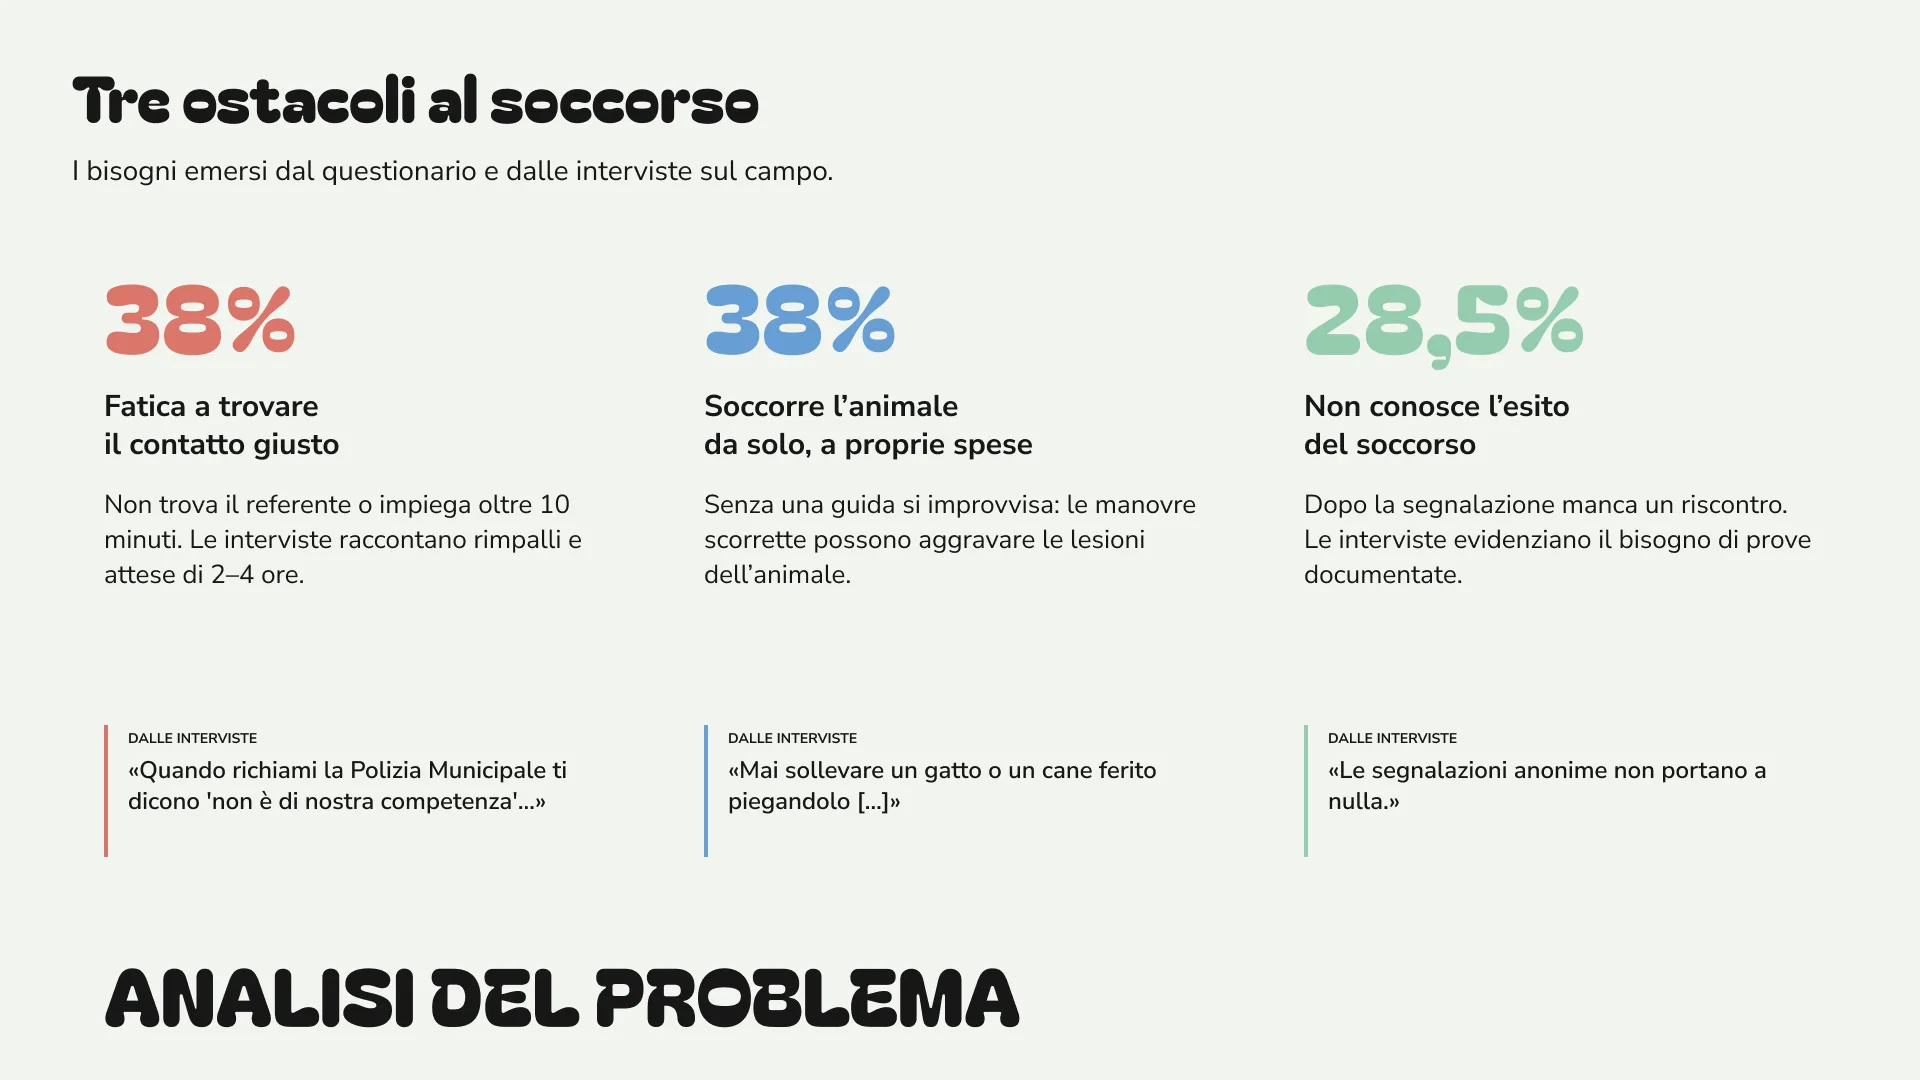 Tre ostacoli al soccorso
I bisogni emersi dal questionario e dalle interviste sul campo.
38%
Fatica a trovare
il contatto giusto
Non trova il referente o impiega oltre 10
minuti. Le interviste raccontano rimpalli e
attese di 2–4 ore.
DALLE INTERVISTE
«Quando richiami la Polizia Municipale ti
dicono 'non è di nostra competenza'...»
38%
Soccorre l’animale
da solo, a proprie spese
Senza una guida si improvvisa: le manovre
scorrette possono aggravare le lesioni
dell’animale.
DALLE INTERVISTE
«Mai sollevare un gatto o un cane ferito
piegandolo [...]»
28,5%
Non conosce l’esito
del soccorso
Dopo la segnalazione manca un riscontro.
Le interviste evidenziano il bisogno di prove
documentate.
DALLE INTERVISTE
«Le segnalazioni anonime non portano a
nulla.»
ANALISI DEL PROBLEMA